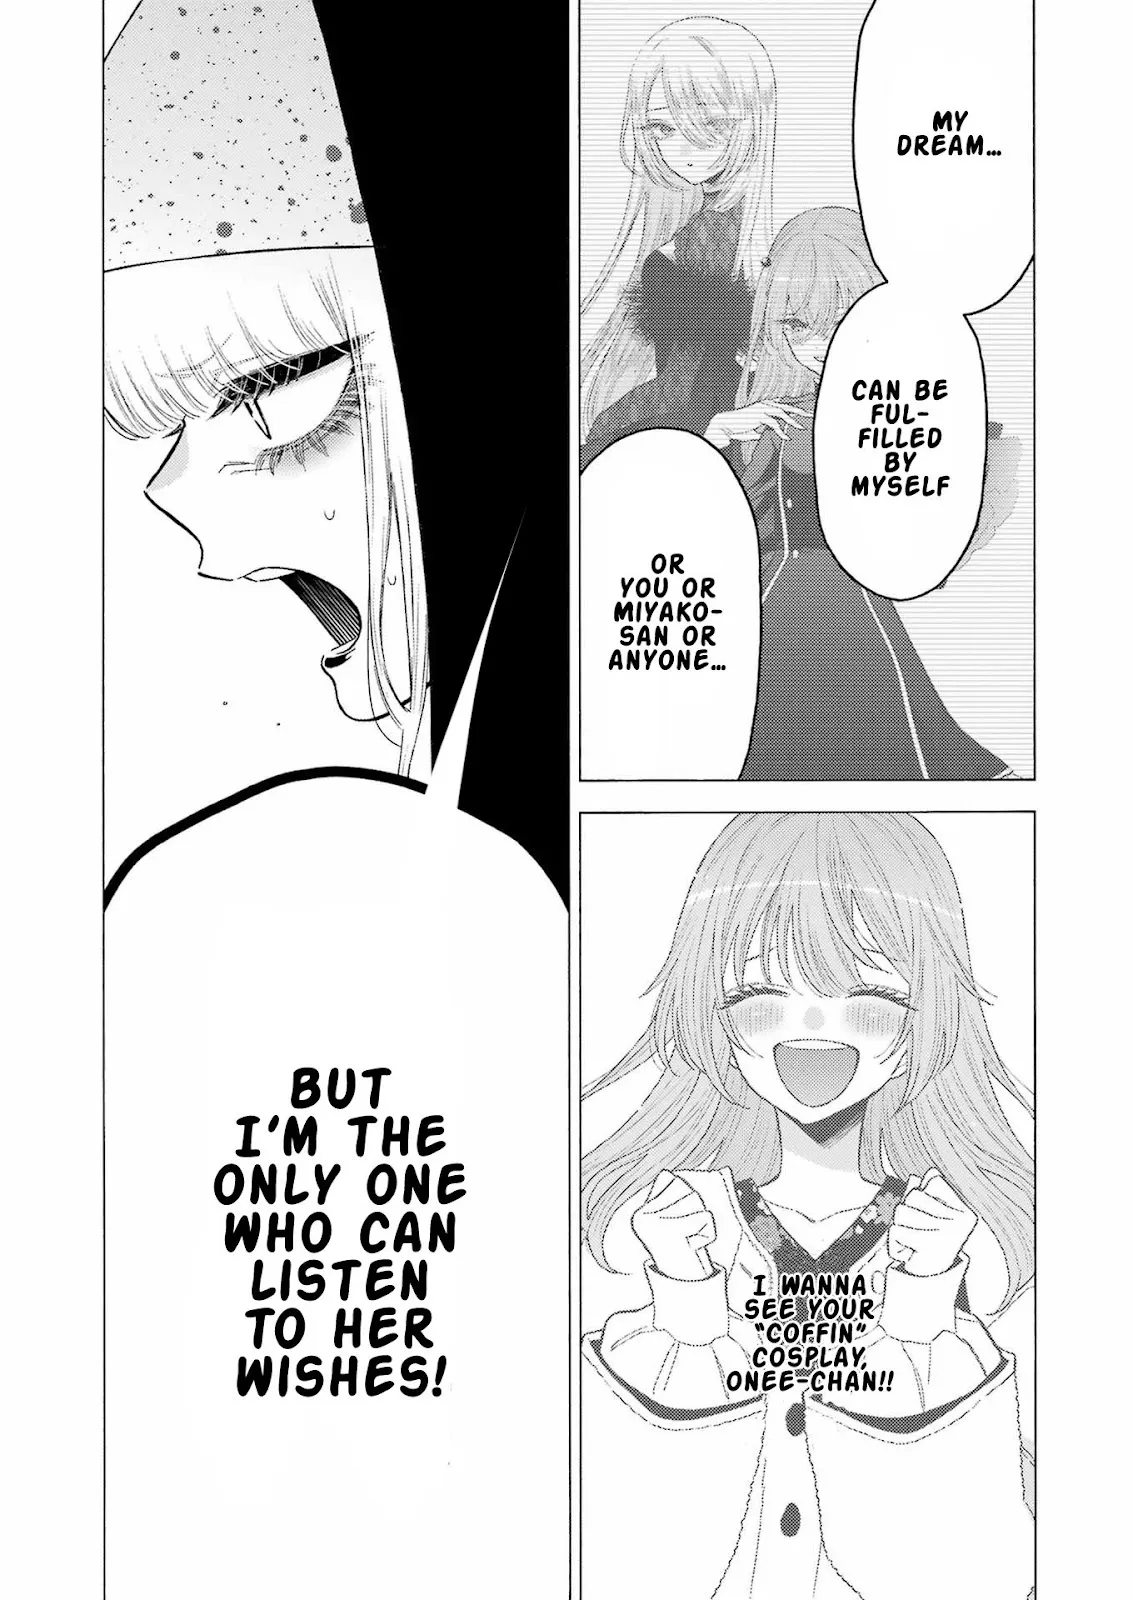 MY
DREAM...
CAN BE
FUL-
FILLED
BY
MYSELF
OR
YOU OR
MIYAKO-
SAN OR
ANYONE...
I WANNA
SEE YOUR
"COFFIN"
COSPLAY,
ONEE-CHAN!!
BUT
I'M THE
ONLY ONE
WHO CAN
LISTEN
TO HER
WISHES!